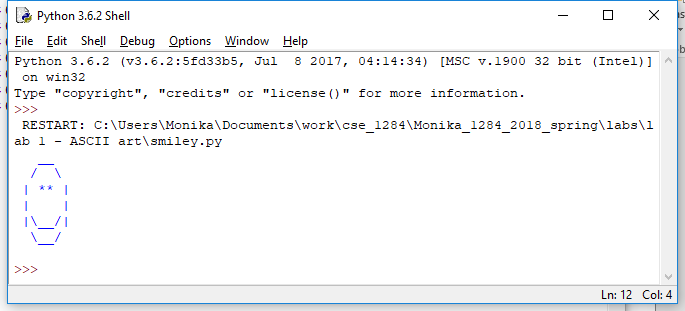 Python 3.6.2 Shell
File Edit Shell Debug Options Window Help
Python 3.6.2 (v3.6.2:5fd33b5, Jul  8 2017, 04:14:34) [MSC v.1900 32 bit (Intel)]
 on win32
Type "copyright", "credits" or "license()" for more information.
>>>
 RESTART: C:\Users\Monika\Documents\work\cse_1284\Monika_1284_2018_spring\labs\l
ab 1 - ASCII art\smiley.py
   __
  /  \
 | ** |
 |    |
 |\__/|
  \__/
>>>
Ln: 12 Col: 4